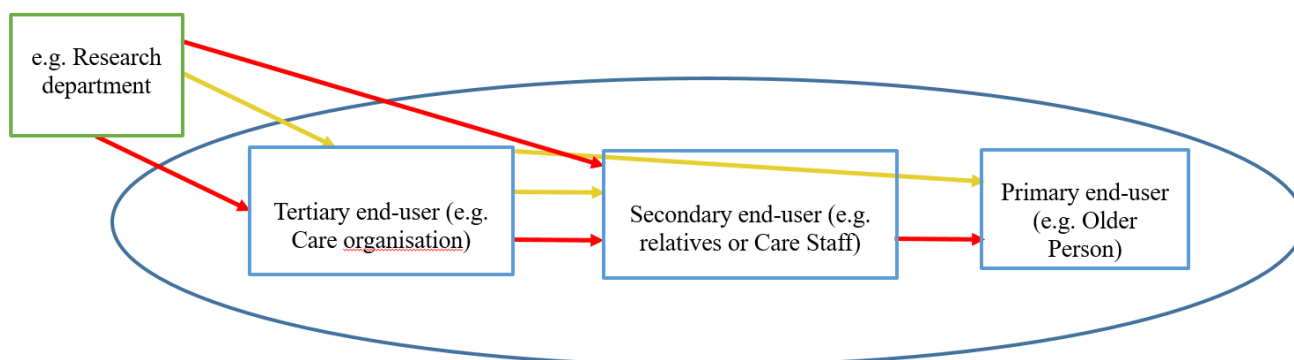 e.g. Research
department
Tertiary end-user (e.g.
Care organisation)
Secondary end-user (e.g.
relatives or Care Staff)
Primary end-user
(e.g. Older
Person)